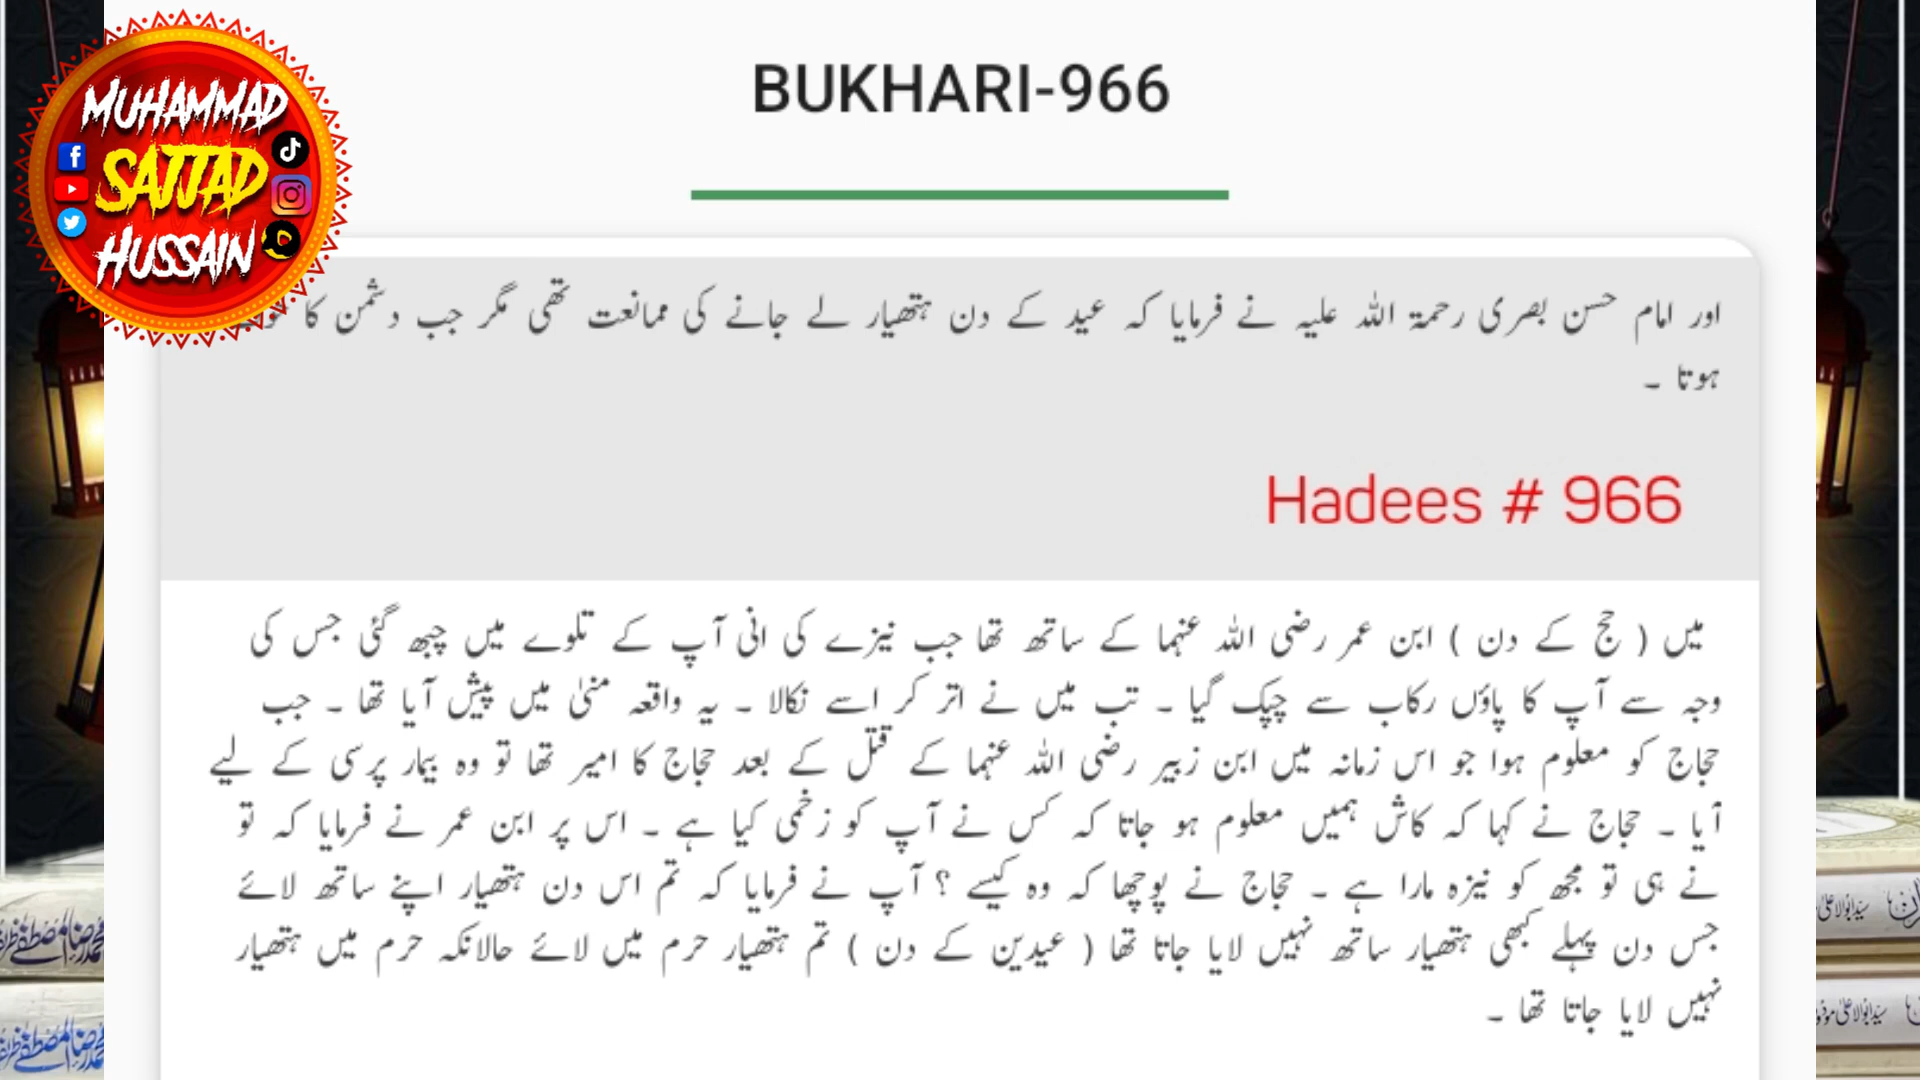 MUHAMMAD
SAJJAD
HUSSAIN
BUKHARI-966
اور امام حسن بصری رحمۃ اللہ علیہ نے فرمایا کہ عید کے دن ہتھیار لے جانے کی ممانعت تھی مگر جب دشمن کا
ہوتا ۔
Hadees # 966
میں ( حج کے دن ) ابن عمر رضی اللہ عنہما کے ساتھ تھا جب نیزے کی انی آپ کے تلوے میں چبھ گئی جس کی
وجہ سے آپ کا پاؤں رکاب سے چپک گیا ۔ تب میں نے اتر کر اسے نکالا ۔ یہ واقعہ منیٰ میں پیش آیا تھا ۔ جب
حجاج کو معلوم ہوا جو اس زمانہ میں ابن زبیر رضی اللہ عنہما کے قتل کے بعد حجاج کا امیر تھا تو وہ بیمار پرسی کے لیے
آیا ۔ حجاج نے کہا کہ کاش ہمیں معلوم ہو جاتا کہ کس نے آپ کو زخمی کیا ہے ۔ اس پر ابن عمر نے فرمایا کہ تو
نے ہی تو مجھ کو نیزہ مارا ہے ۔ حجاج نے پوچھا کہ وہ کیسے ؟ آپ نے فرمایا کہ تم اس دن ہتھیار اپنے ساتھ لائے
جس دن پہلے کبھی ہتھیار ساتھ نہیں لایا جاتا تھا ( عیدین کے دن ) تم ہتھیار حرم میں لائے حالانکہ حرم میں ہتھیار
نہیں لایا جاتا تھا ۔